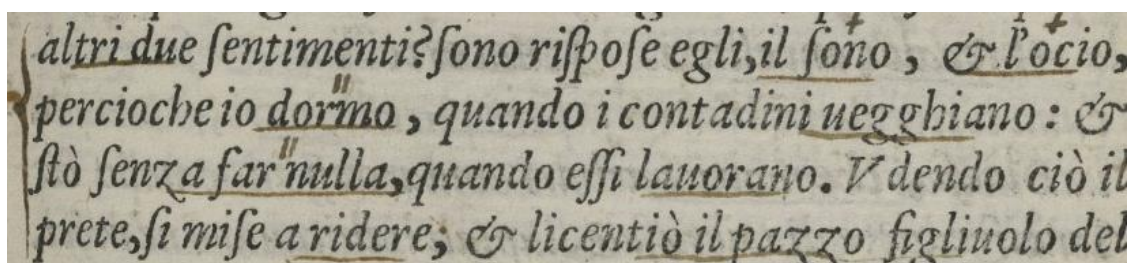 altri due ſentimenti? ſono riſpoſe egli, il ſono, & l'ocio,
percioche io dormo, quando i contadini uegghiano: &
ſtò ſenza far nulla, quando eſſi lauorano. Vdendo ciò il
prete, ſi miſe a ridere; & licentiò il pazzo figliuolo del